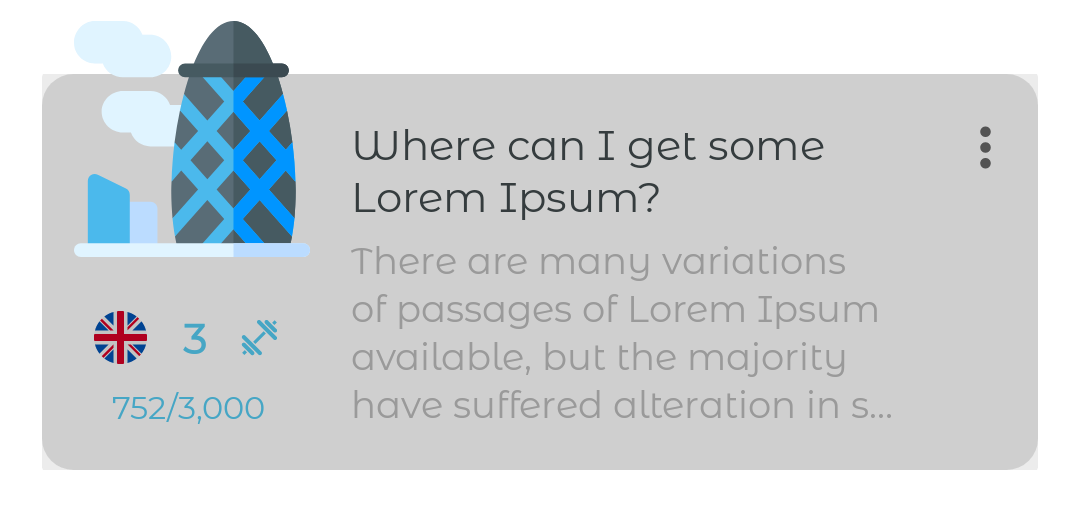 Where can I get some
Lorem Ipsum?
There are many variations
of passages of Lorem Ipsum
available, but the majority
have suffered alteration in s...
3
752/3,000